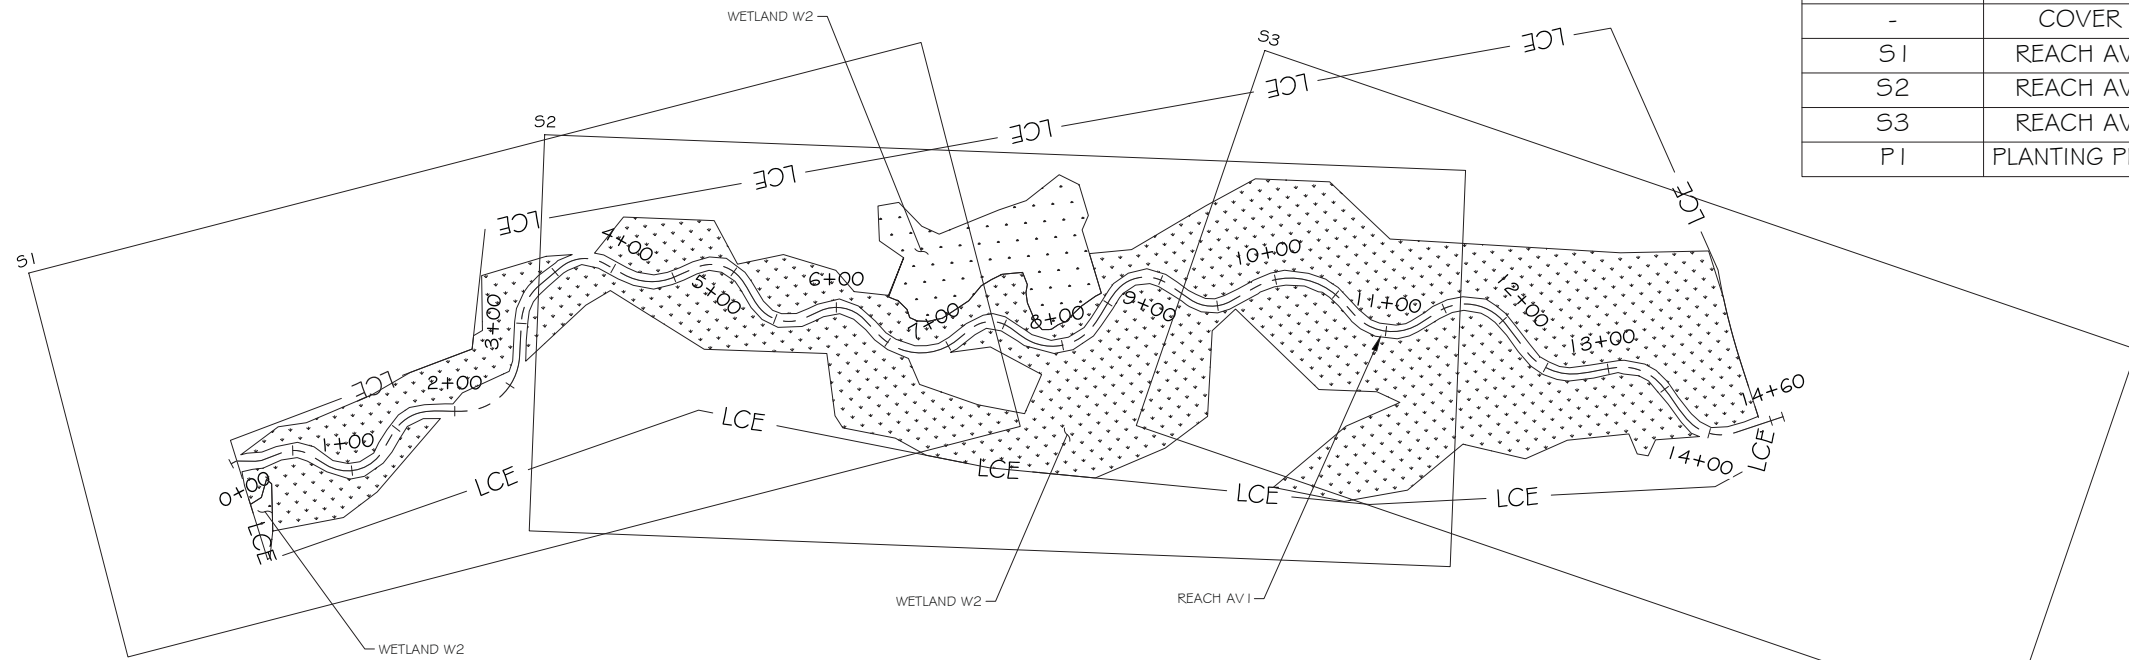 WETLAND W2
S3
LCE
LCE
LCE
LCE
LCE
LCE
S2
S1
- COVER
S1 REACH AV
S2 REACH AV
S3 REACH AV
P1 PLANTING P
4+00
5+00
6+00
7+00
8+00
9+00
10+00
11+00
12+00
13+00
14+60
14+00
3+00
2+00
1+00
0+00
LCE
LCE
LCE
LCE
LCE
LCE
LCE
LCE
WETLAND W2
REACH AV1
WETLAND W2